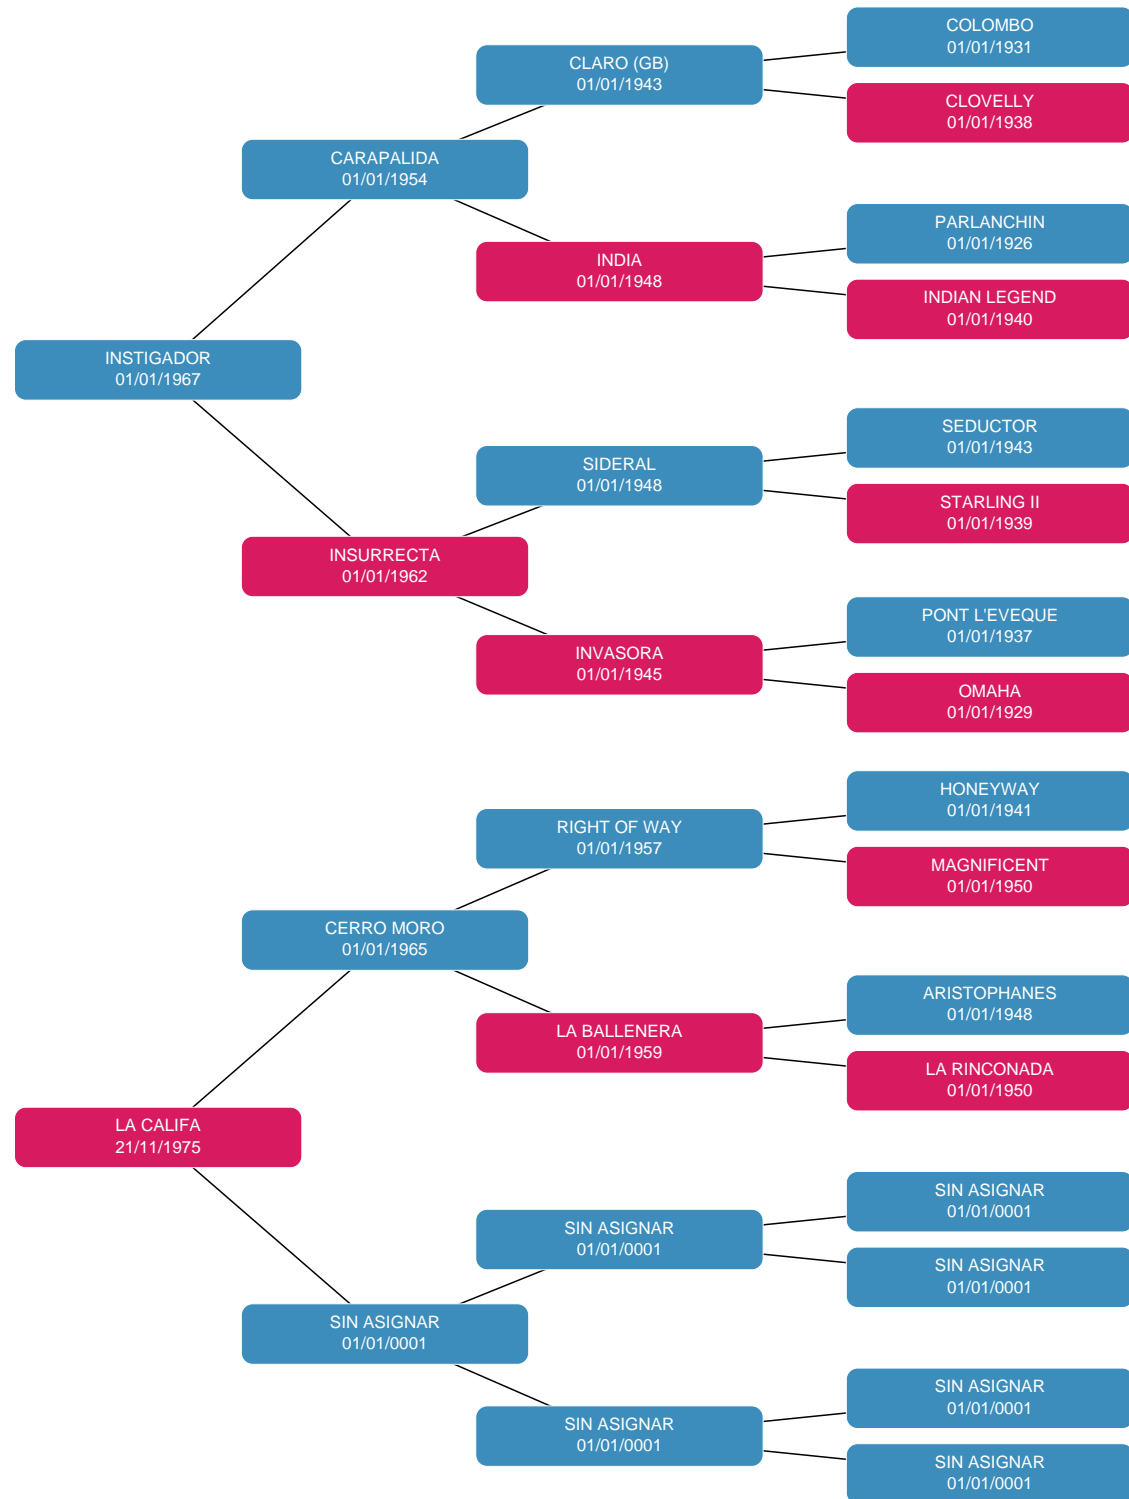 COLOMBO
01/01/1931
CLARO (GB)
01/01/1943
CLOVELLY
01/01/1938
CARAPALIDA
01/01/1954
PARLANCHIN
01/01/1926
INDIA
01/01/1948
INDIAN LEGEND
01/01/1940
INSTIGADOR
01/01/1967
SEDUCTOR
01/01/1943
SIDERAL
01/01/1948
STARLING II
01/01/1939
INSURRECTA
01/01/1962
PONT L'EVEQUE
01/01/1937
INVASORA
01/01/1945
OMAHA
01/01/1929
HONEYWAY
01/01/1941
RIGHT OF WAY
01/01/1957
MAGNIFICENT
01/01/1950
CERRO MORO
01/01/1965
ARISTOPHANES
01/01/1948
LA BALLENERA
01/01/1959
LA RINCONADA
01/01/1950
LA CALIFA
21/11/1975
SIN ASIGNAR
01/01/0001
SIN ASIGNAR
01/01/0001
SIN ASIGNAR
01/01/0001
SIN ASIGNAR
01/01/0001
SIN ASIGNAR
01/01/0001
SIN ASIGNAR
01/01/0001
SIN ASIGNAR
01/01/0001